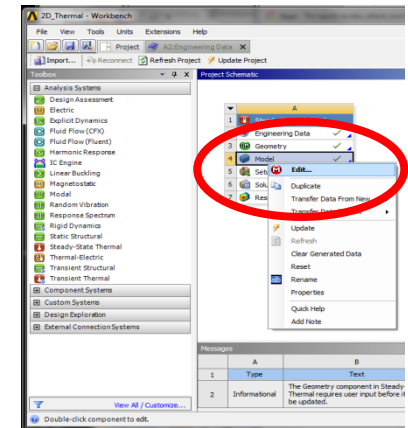 2D_Thermal - Workbench
File View Tools Units Extensions Help
Project A2:Engineering Data
Import... Reconnect Refresh Project Update Project
Toolbox
Project Schematic
Analysis Systems
Design Assessment
Electric
Explicit Dynamics
Fluid Flow (CFX)
Fluid Flow (Fluent)
Harmonic Response
IC Engine
Linear Buckling
Magnetostatic
Modal
Random Vibration
Response Spectrum
Rigid Dynamics
Static Structural
Steady-State Thermal
Thermal-Electric
Transient Structural
Transient Thermal
Component Systems
Custom Systems
Design Exploration
External Connection Systems
View All / Customize...
A
1
2 Engineering Data
3 Geometry
4 Model
5
6
7
Edit...
Duplicate
Transfer Data From New
Update
Refresh
Clear Generated Data
Reset
Rename
Properties
Quick Help
Add Note
Messages
A B
1 Type Text
2 Informational The Geometry component in Steady-
Thermal requires user input before it
be updated.
Double-click component to edit.